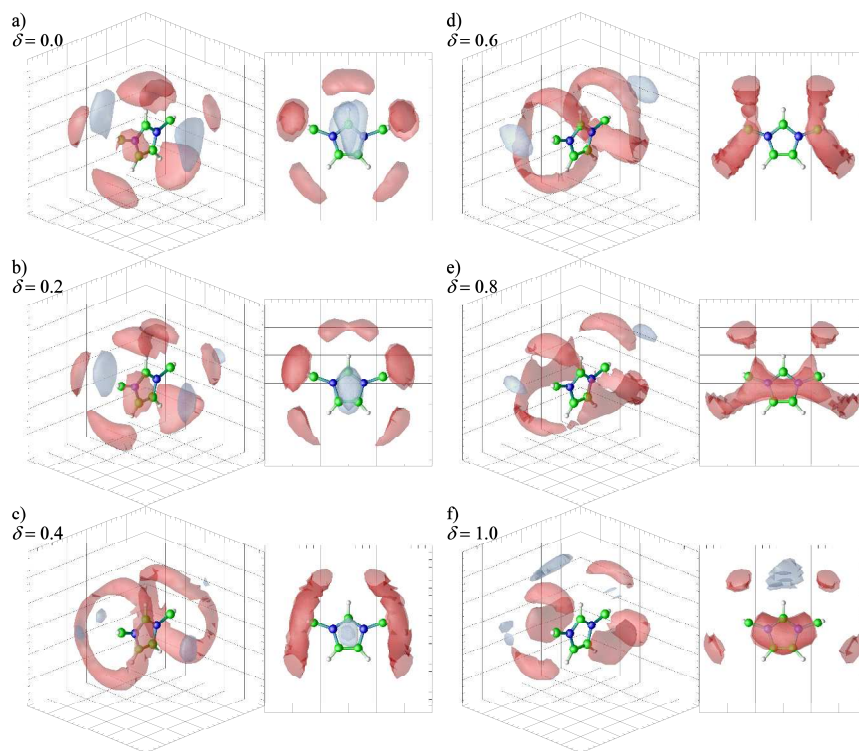 a)
δ = 0.0
b)
δ = 0.2
c)
δ = 0.4
d)
δ = 0.6
e)
δ = 0.8
f)
δ = 1.0